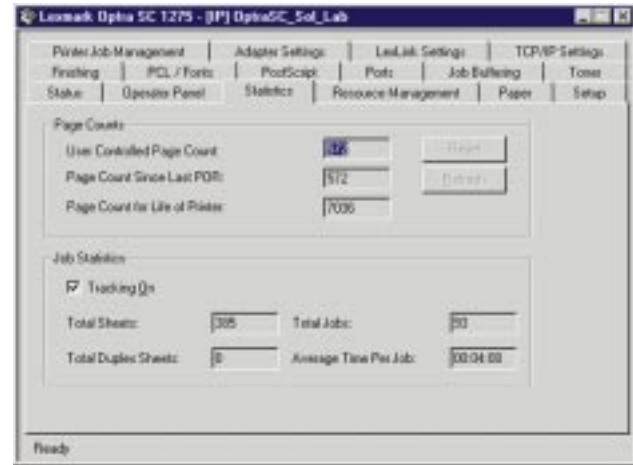 Lexmark Optra SC 1275 - [IP] OptraSC_Sol_Lab
Printer Job Management Adapter Settings LexLink Settings TCP/IP Settings
Finishing PCL / Fonts PostScript Ports Job Buffering Toner
Status Operator Panel Statistics Resource Management Paper Setup
Page Counts
User Controlled Page Count:
Reset
Page Count Since Last POR: 572
Refresh
Page Count for Life of Printer: 7006
Job Statistics
Tracking On
Total Sheets: 385 Total Jobs: 93
Total Duplex Sheets: 0 Average Time Per Job: 00:04:00
Ready